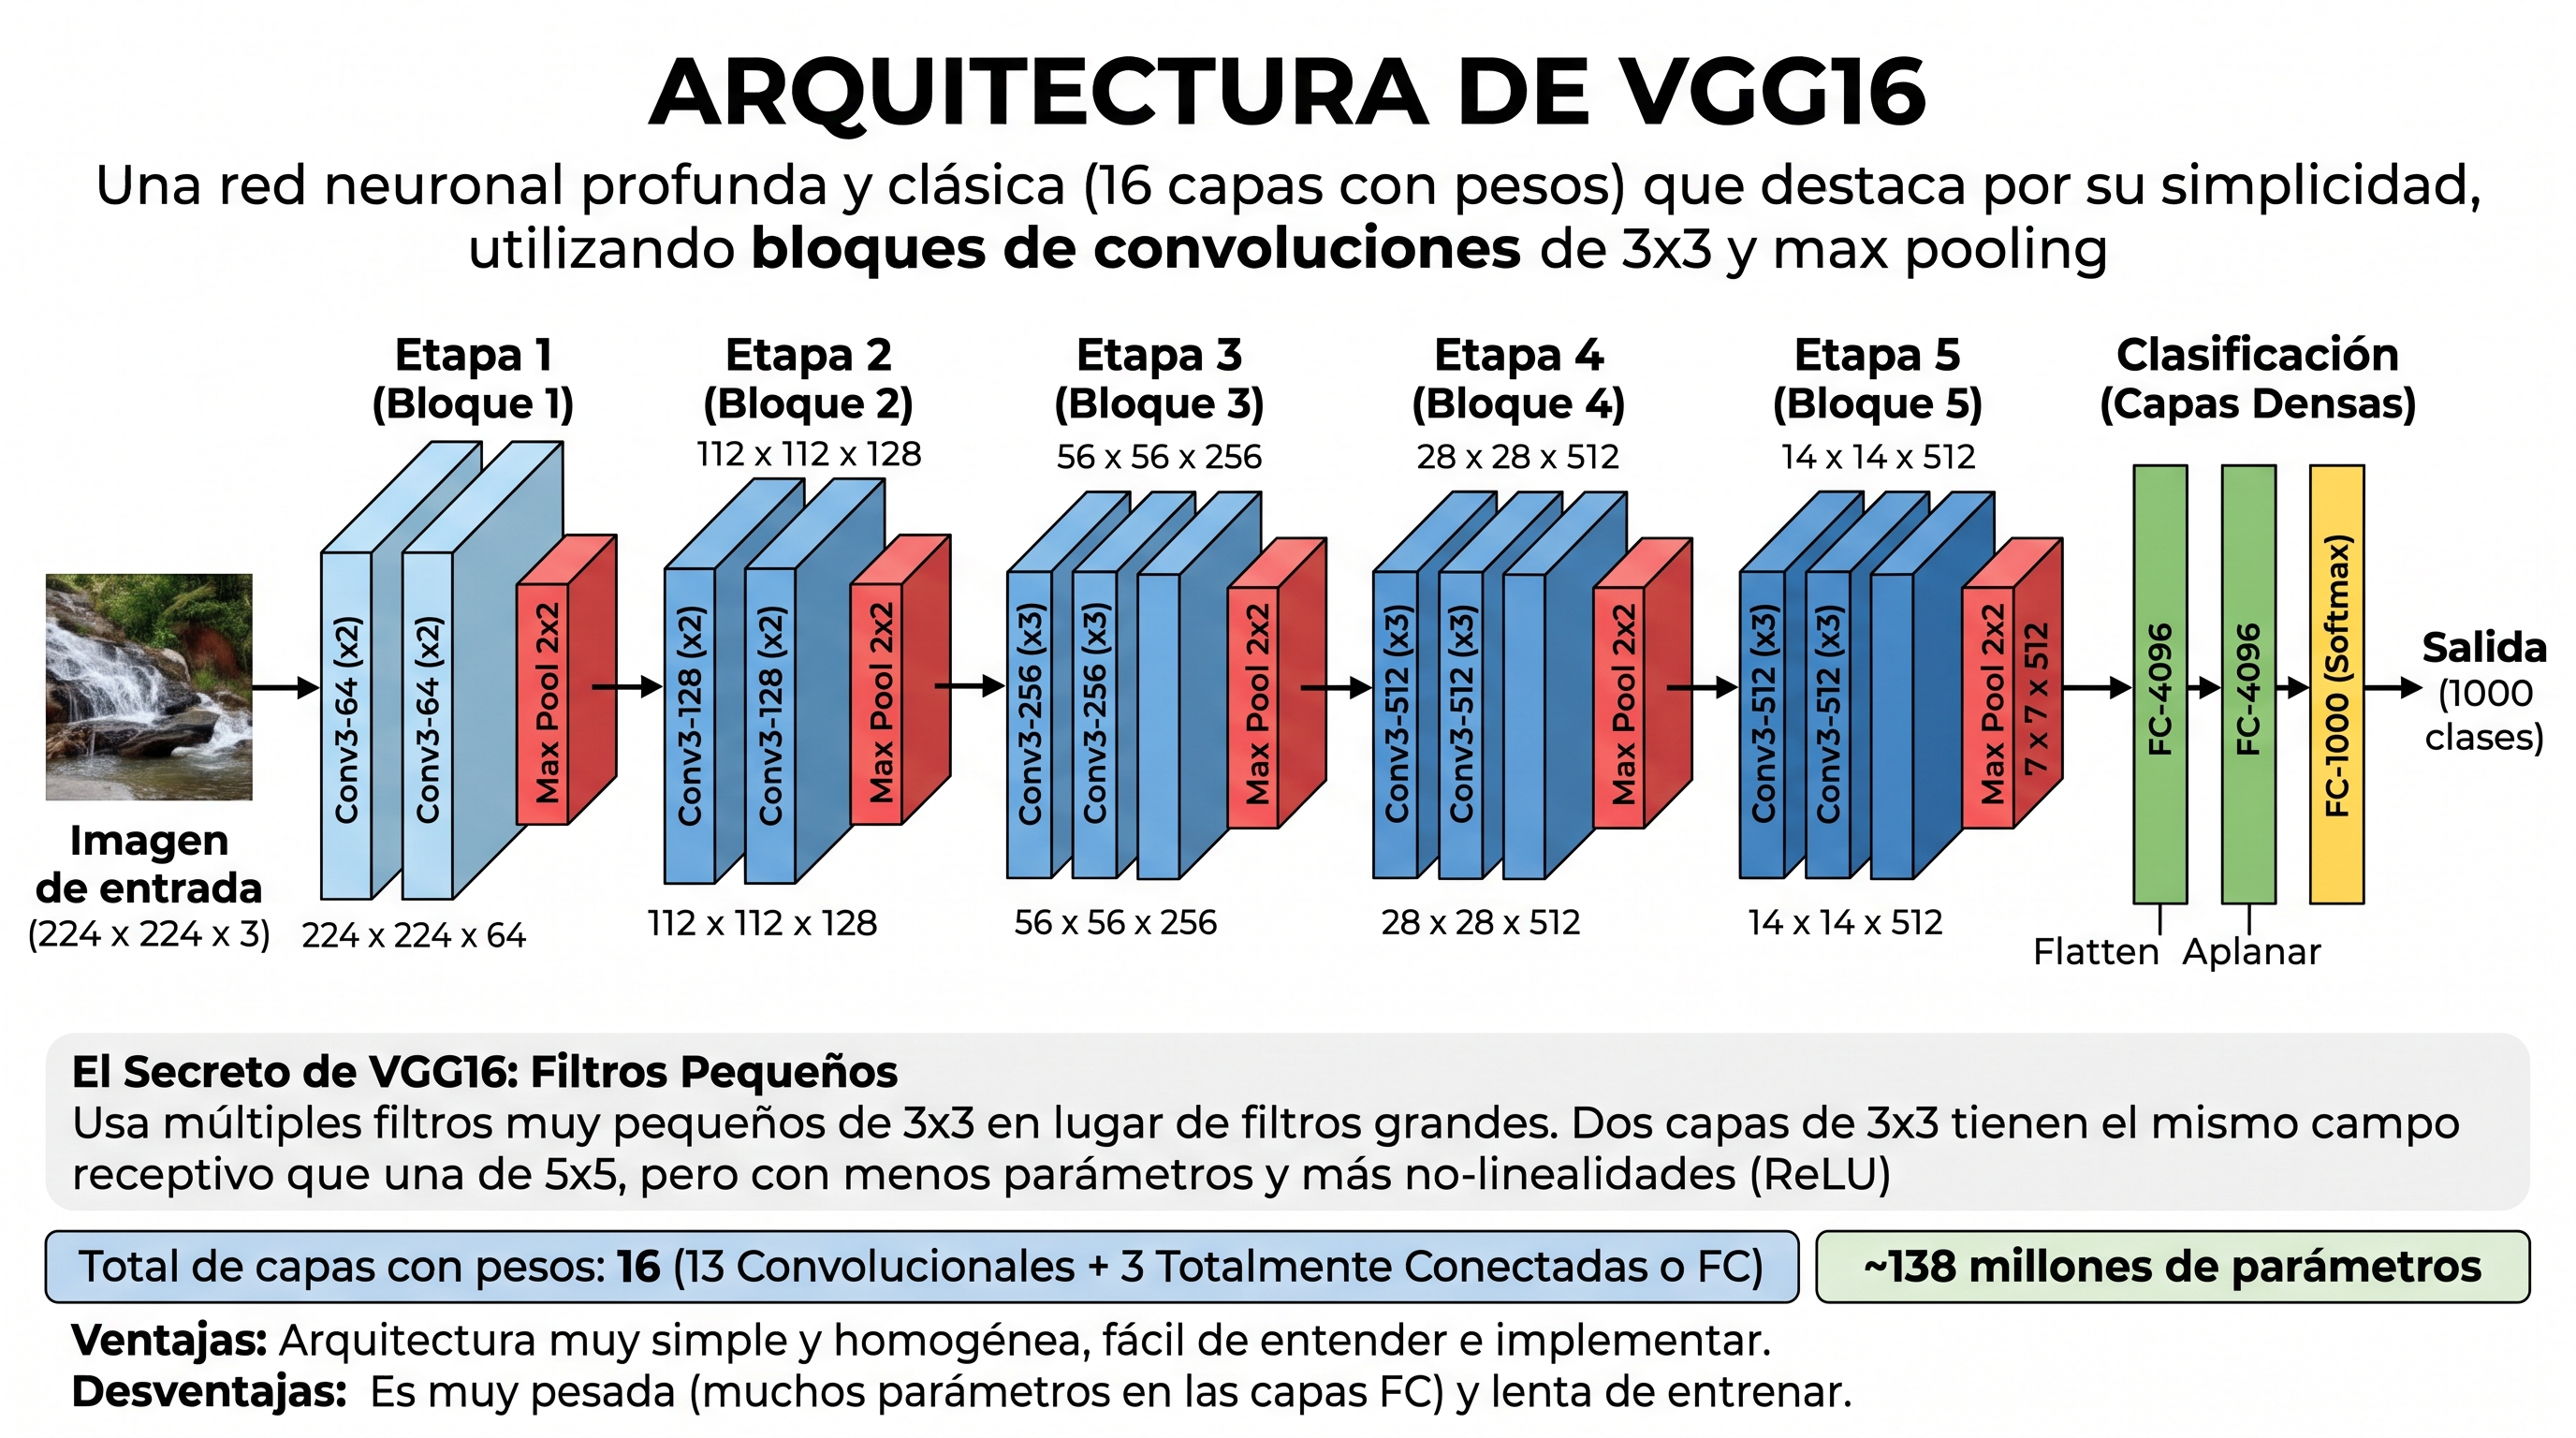 ARQUITECTURA DE VGG16
Una red neuronal profunda y clásica (16 capas con pesos) que destaca por su simplicidad,
utilizando bloques de convoluciones de 3x3 y max pooling
Etapa 1
(Bloque 1)
Etapa 2
(Bloque 2)
112 x 112 x 128
Etapa 3
(Bloque 3)
56 x 56 x 256
Etapa 4
(Bloque 4)
28 x 28 x 512
Etapa 5
(Bloque 5)
14 x 14 x 512
Clasificación
(Capas Densas)
Imagen
de entrada
(224 x 224 x 3)
Conv3-64 (x2)
Conv3-64 (x2)
Max Pool 2x2
224 x 224 x 64
Conv3-128 (x2)
Conv3-128 (x2)
Max Pool 2x2
112 x 112 x 128
Conv3-256 (x3)
Conv3-256 (x3)
Max Pool 2x2
56 x 56 x 256
Conv3-512 (x3)
Conv3-512 (x3)
Max Pool 2x2
28 x 28 x 512
Conv3-512 (x3)
Conv3-512 (x3)
Max Pool 2x2
7 x 7 x 512
14 x 14 x 512
FC-4096
FC-4096
FC-1000 (Softmax)
Flatten
Aplanar
Salida
(1000
clases)
El Secreto de VGG16: Filtros Pequeños
Usa múltiples filtros muy pequeños de 3x3 en lugar de filtros grandes. Dos capas de 3x3 tienen el mismo campo
receptivo que una de 5x5, pero con menos parámetros y más no-linealidades (ReLU)
Total de capas con pesos: 16 (13 Convolucionales + 3 Totalmente Conectadas o FC)
~138 millones de parámetros
Ventajas: Arquitectura muy simple y homogénea, fácil de entender e implementar.
Desventajas: Es muy pesada (muchos parámetros en las capas FC) y lenta de entrenar.